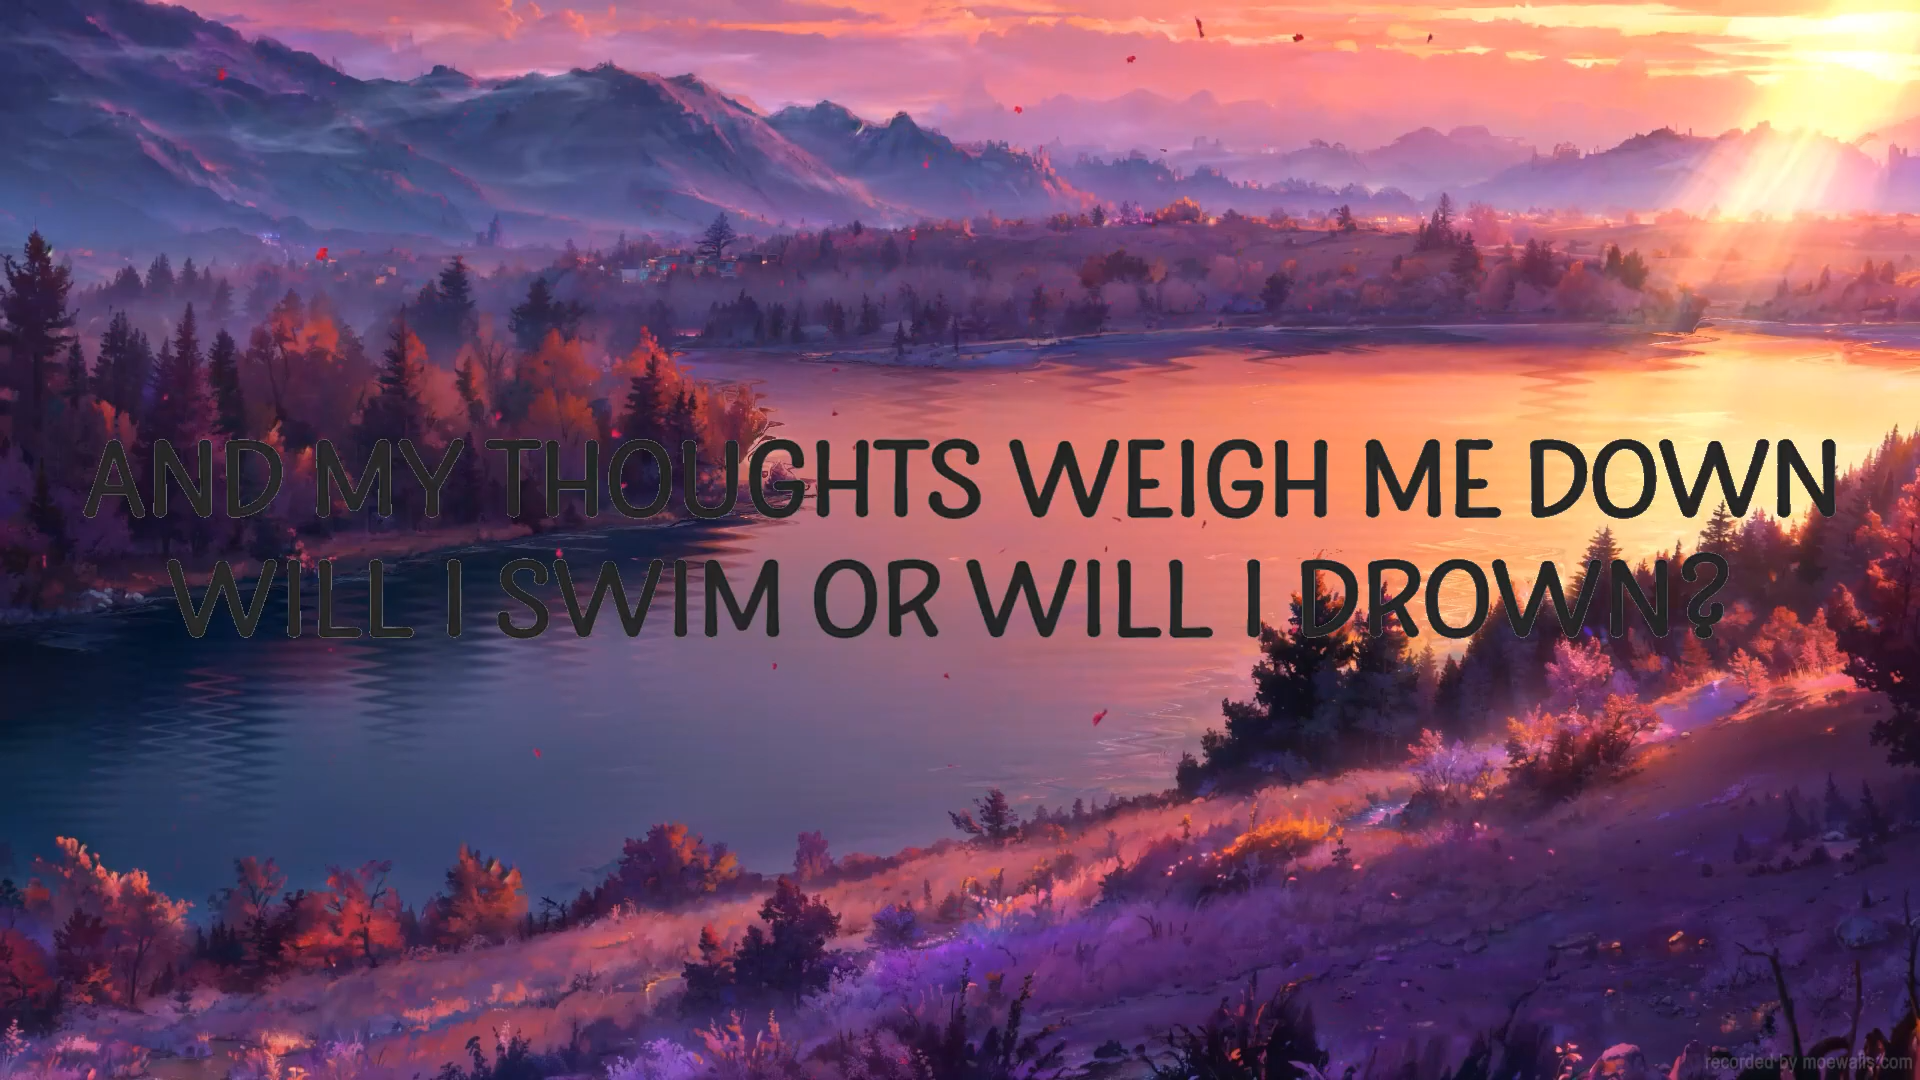 AND MY THOUGHTS WEIGH ME DOWN
WILL I SWIM OR WILL I DROWN?
recorded by moewalls.com